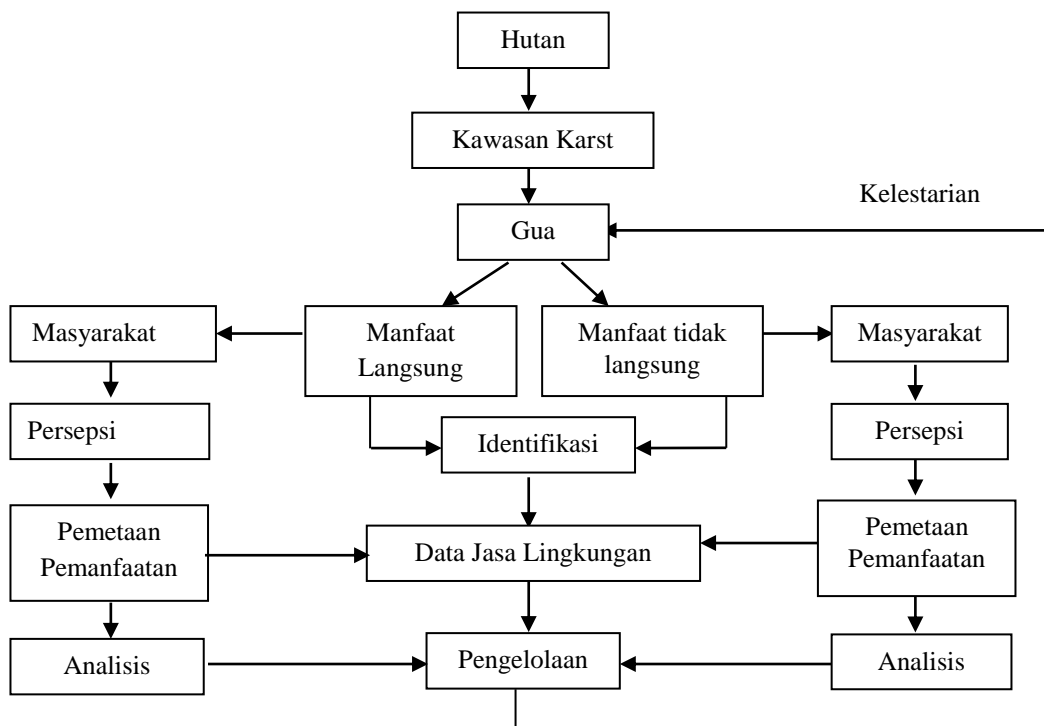 Hutan
Kawasan Karst
Kelestarian
Gua
Masyarakat
Manfaat
Langsung
Manfaat tidak
langsung
Masyarakat
Persepsi
Identifikasi
Persepsi
Pemetaan
Pemanfaatan
Data Jasa Lingkungan
Pemetaan
Pemanfaatan
Analisis
Pengelolaan
Analisis